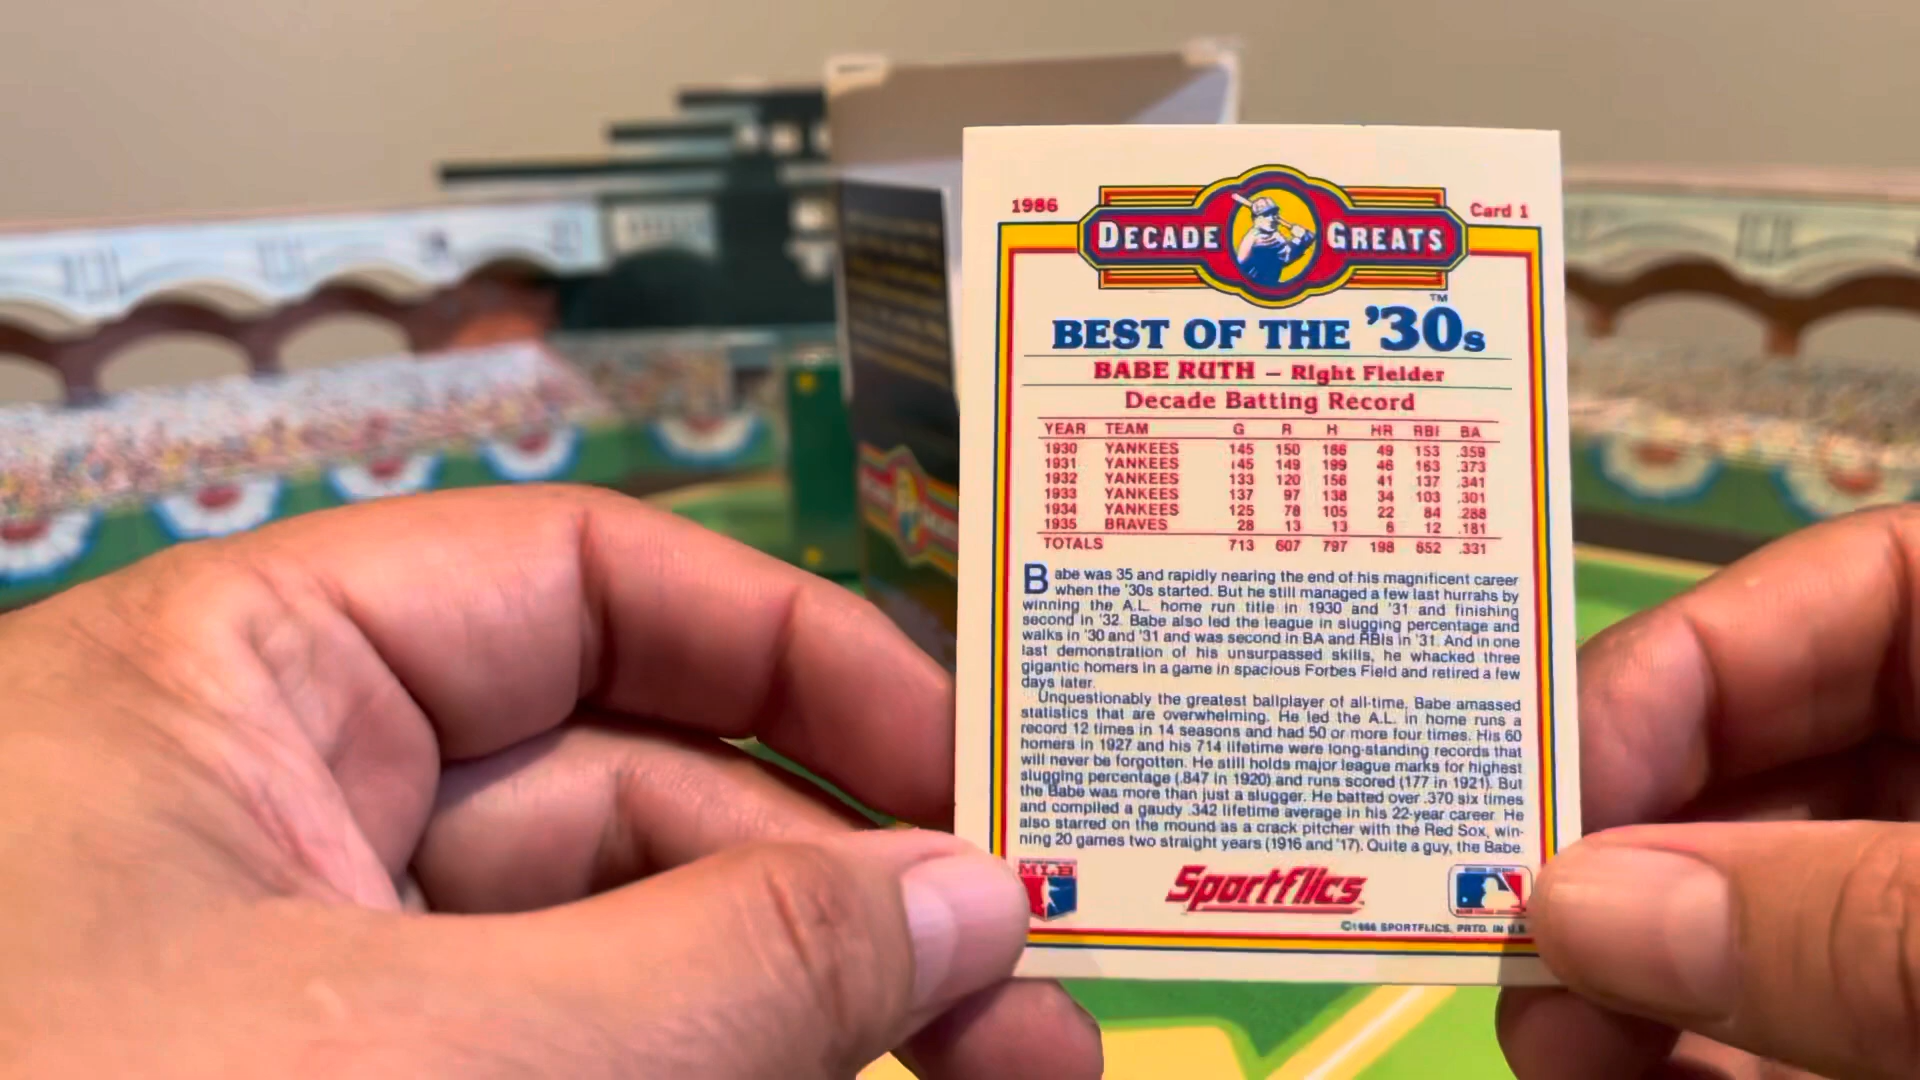 1986
Card 1
DECADE GREATS
TM
BEST OF THE '30s
BABE RUTH – Right Fielder
Decade Batting Record
YEAR TEAM G R H HR RBI BA
1930 YANKEES 145 150 186 49 153 .359
1931 YANKEES 145 149 199 46 163 .373
1932 YANKEES 133 120 156 41 137 .341
1933 YANKEES 137 97 138 34 103 .301
1934 YANKEES 125 78 105 22 84 .288
1935 BRAVES 28 13 13 6 12 .181
TOTALS 713 607 797 198 652 .331
Babe was 35 and rapidly nearing the end of his magnificent career
when the '30s started. But he still managed a few last hurrahs by
winning the A.L. home run title in 1930 and '31 and finishing
second in '32. Babe also led the league in slugging percentage and
walks in '30 and '31 and was second in BA and RBIs in '31. And in one
last demonstration of his unsurpassed skills, he whacked three
gigantic homers in a game in spacious Forbes Field and retired a few
days later.
Unquestionably the greatest ballplayer of all-time, Babe amassed
statistics that are overwhelming. He led the A.L. in home runs a
record 12 times in 14 seasons and had 50 or more four times. His 60
homers in 1927 and his 714 lifetime were long-standing records that
will never be forgotten. He still holds major league marks for highest
slugging percentage (.847 in 1920) and runs scored (177 in 1921). But
the Babe was more than just a slugger. He batted over .370 six times
and compiled a gaudy .342 lifetime average in his 22-year career. He
also starred on the mound as a crack pitcher with the Red Sox, win-
ning 20 games two straight years (1916 and '17). Quite a guy, the Babe.
MLB
Sportflics
©1986 SPORTFLICS. PRTD. IN U.S.